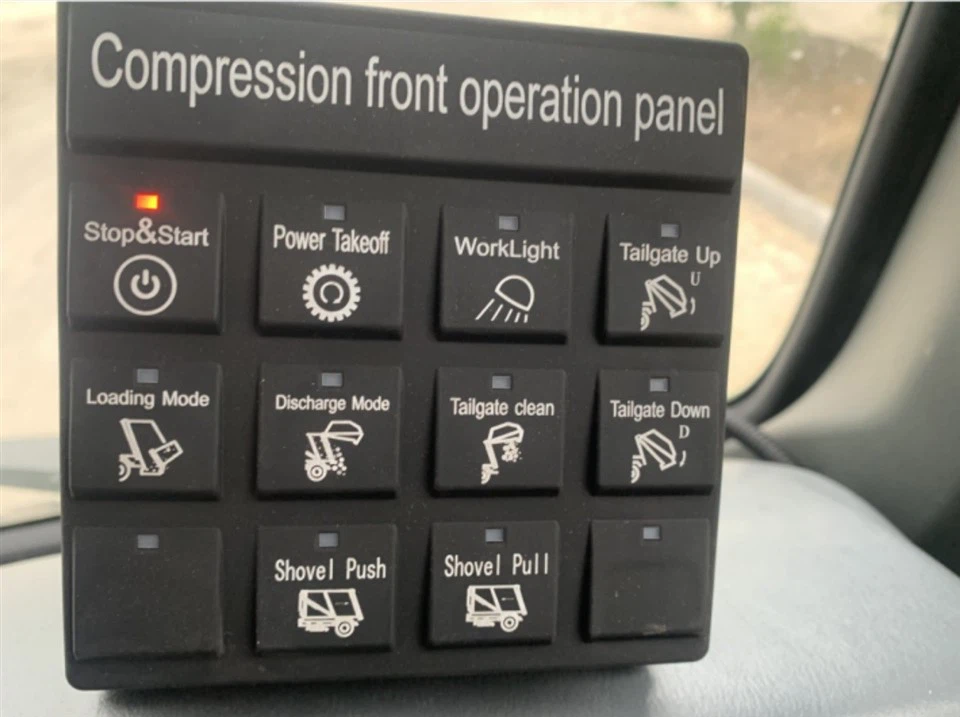 Compression front operation panel
Stop&Start
Power Takeoff
WorkLight
Tailgate Up
U
Loading Mode
Discharge Mode
Tailgate clean
Tailgate Down
D
Shovel Push
Shovel Pull